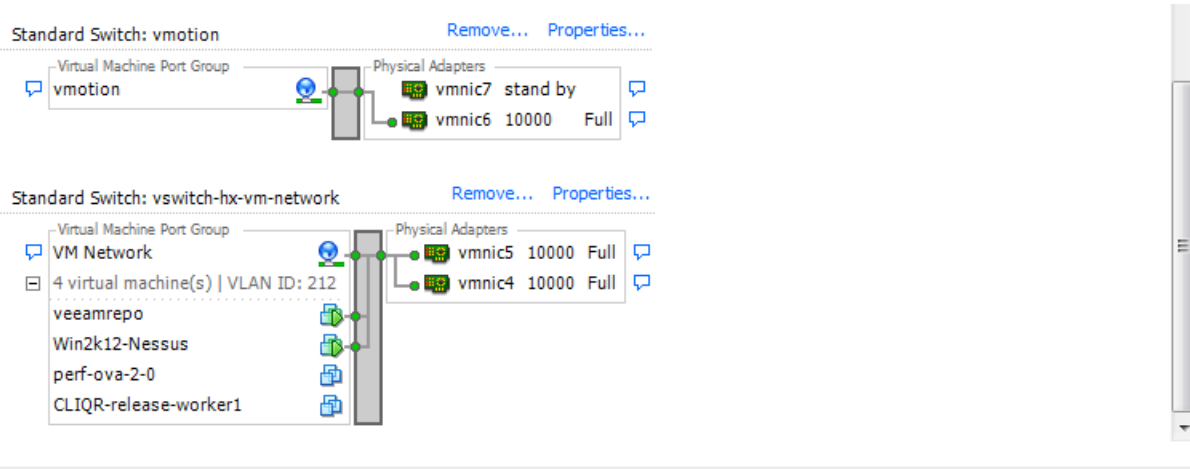 Standard Switch: vmotion Remove... Properties...
Virtual Machine Port Group Physical Adapters
vmotion vmnic7 stand by
vmnic6 10000 Full
Standard Switch: vswitch-hx-vm-network Remove... Properties...
Virtual Machine Port Group Physical Adapters
VM Network vmnic5 10000 Full
4 virtual machine(s) | VLAN ID: 212 vmnic4 10000 Full
veeamrepo
Win2k12-Nessus
perf-ova-2-0
CLIQR-release-worker1